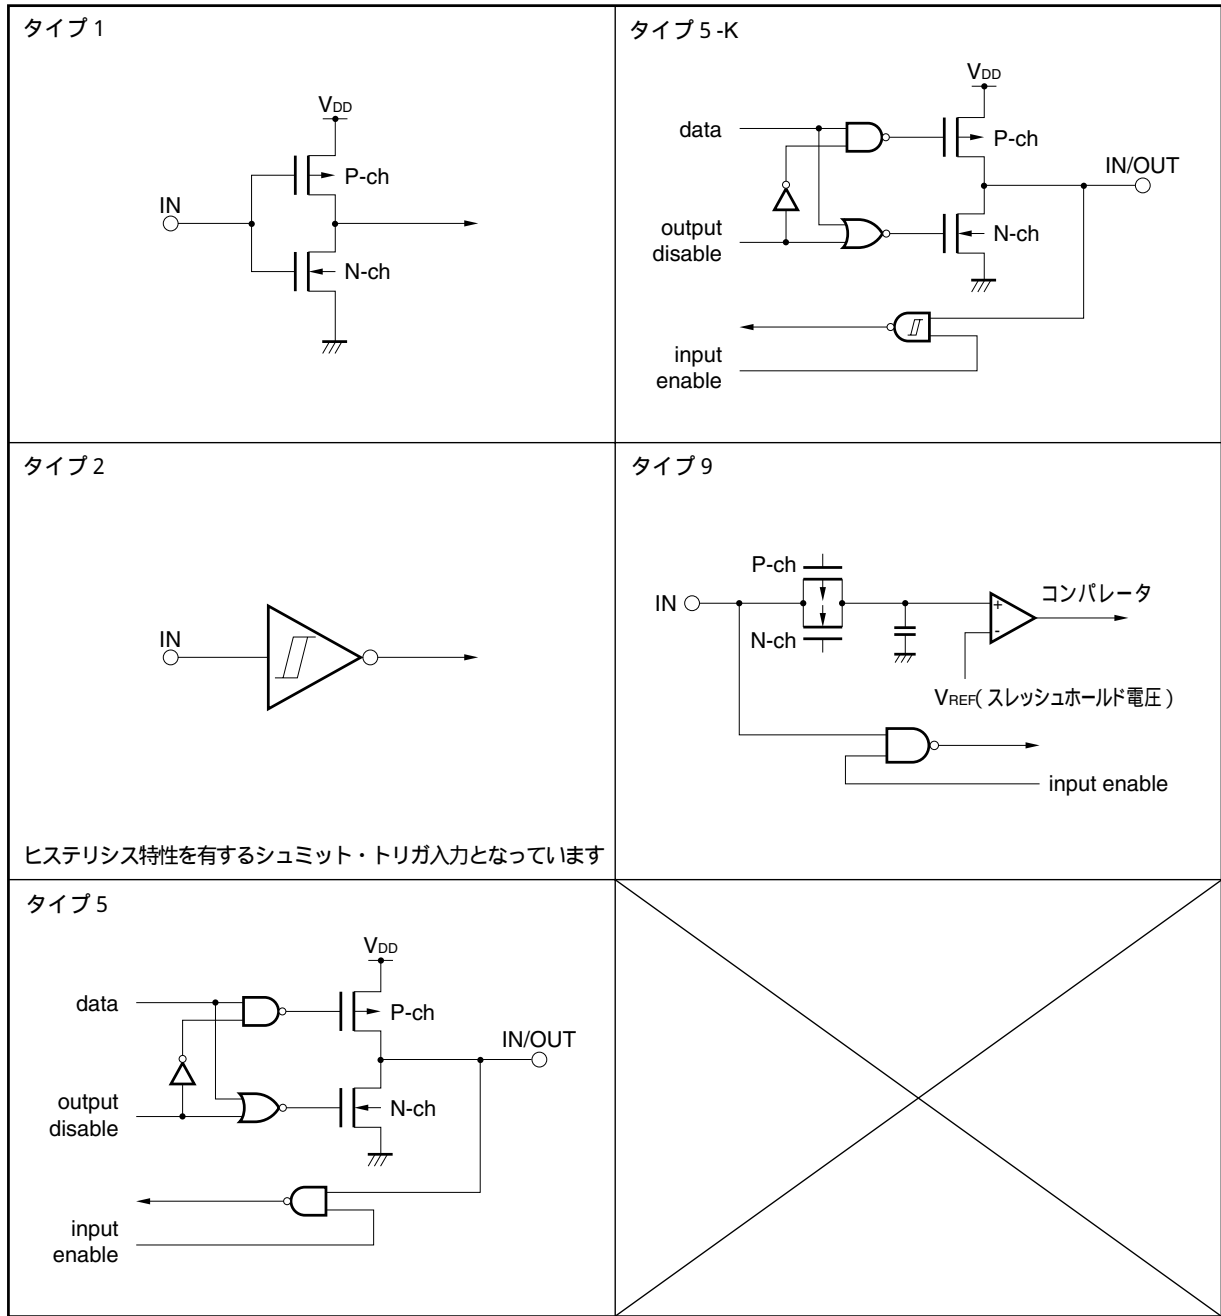 タイプ 1
VDD
P-ch
IN
N-ch
タイプ 5 -K
VDD
data
P-ch
IN/OUT
output
disable
N-ch
input
enable
タイプ 2
IN
ヒステリシス特性を有するシュミット・トリガ入力となっています
タイプ 9
P-ch
IN
コンパレータ
+
-
N-ch
VREF( スレッシュホールド電圧 )
input enable
タイプ 5
VDD
data
P-ch
IN/OUT
output
disable
N-ch
input
enable